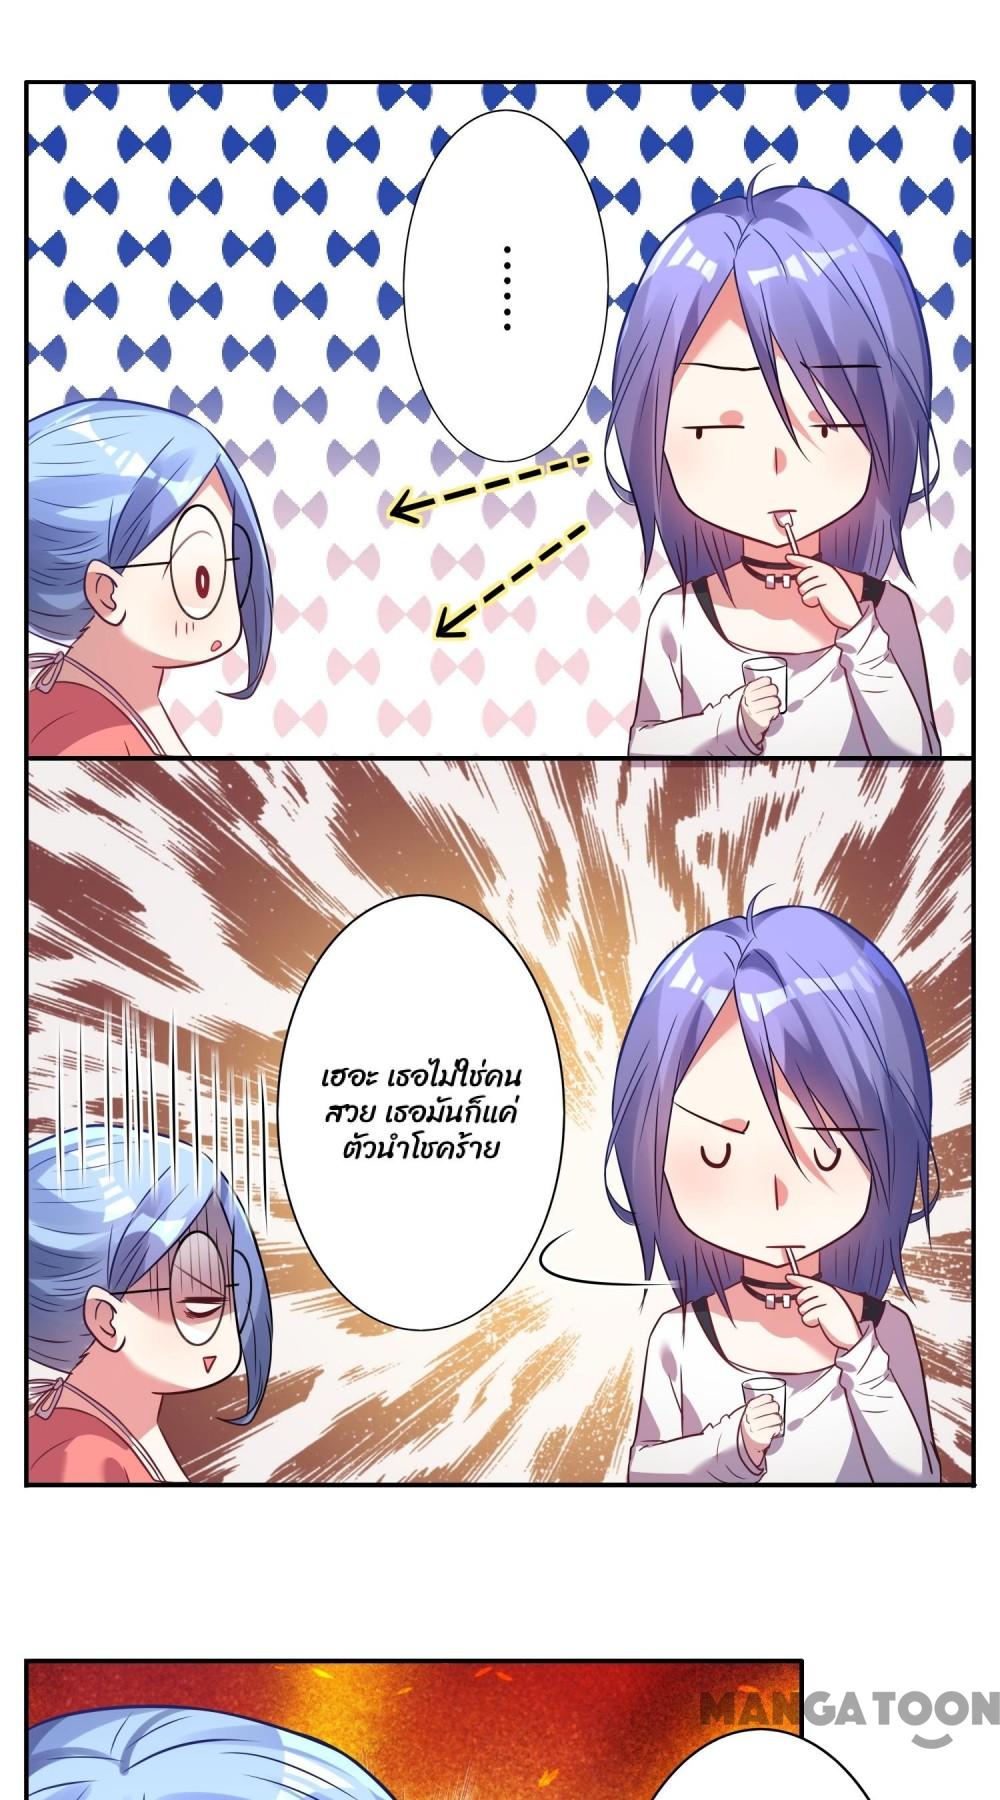 ......
เฮอะ เธอไม่ใช่คน
สวย เธอมันก็แค่
ตัวนำโชคร้าย
MANGATOON